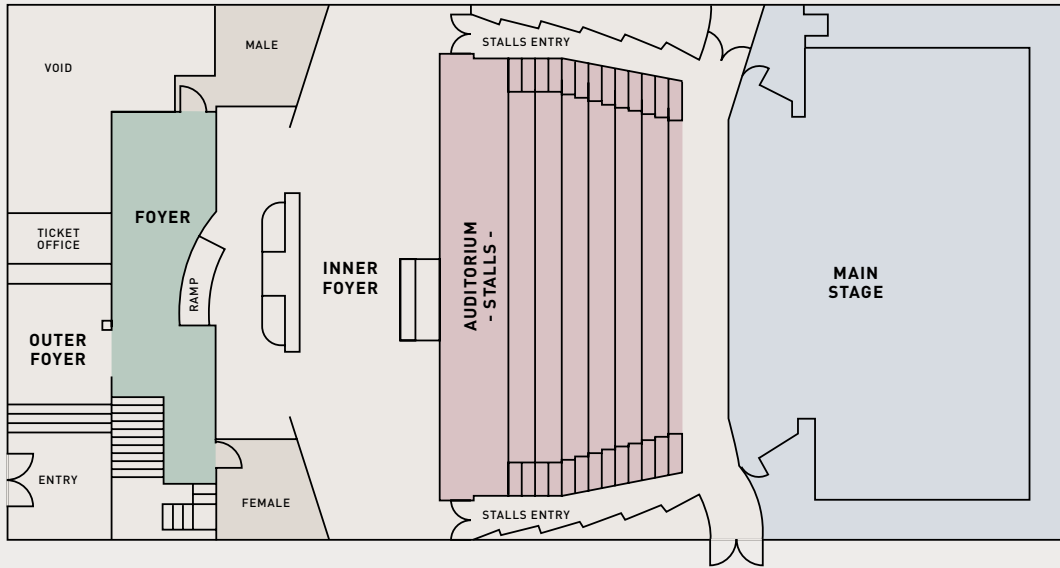 MALE
STALLS ENTRY
VOID
FOYER
TICKET
OFFICE
RAMP
INNER
FOYER
AUDITORIUM
- STALLS -
MAIN
STAGE
OUTER
FOYER
ENTRY
FEMALE
STALLS ENTRY